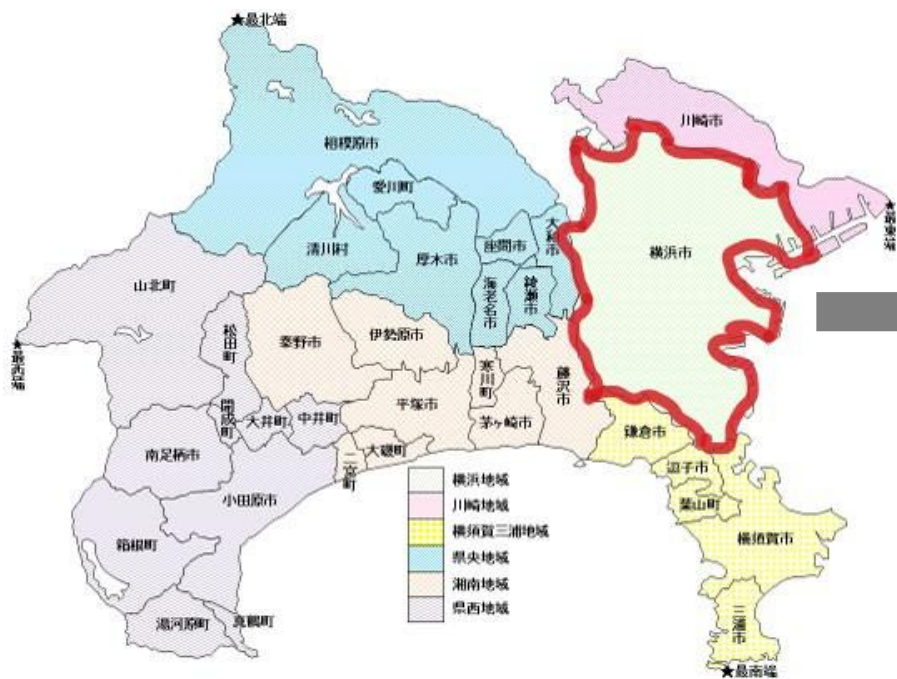 ★最北端
川崎市
相模原市
愛川町
★最東端
大和市
座間市
清川村
厚木市
横浜市
海老名市
綾瀬市
山北町
松田町
秦野市
伊勢原市
★最西端
寒川町
藤沢市
開成町
大井町
中井町
平塚市
茅ヶ崎市
鎌倉市
南足柄市
二宮町
大磯町
逗子市
小田原市
葉山町
横浜地域
川崎地域
横須賀三浦地域
県央地域
湘南地域
県西地域
箱根町
横須賀市
湯河原町
真鶴町
三浦市
★最南端